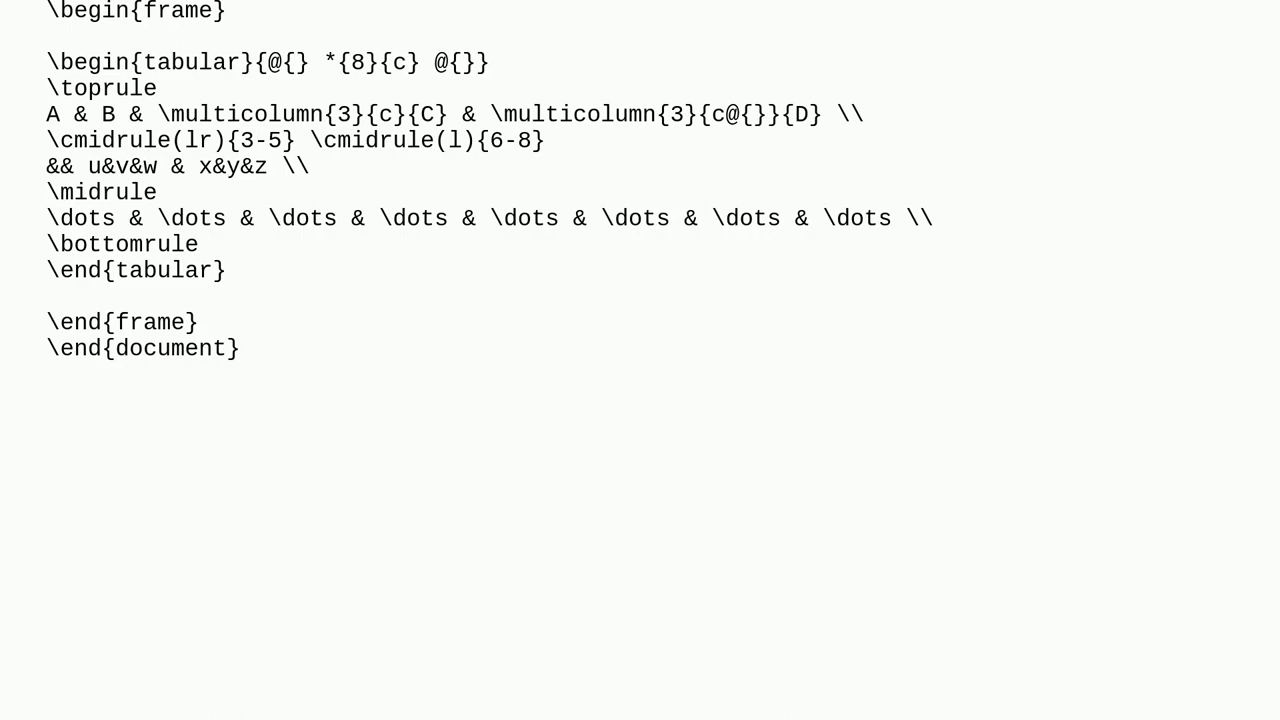 \begin{frame}
\begin{tabular}{@{} *{8}{c} @{}}
\toprule
A & B & \multicolumn{3}{c}{C} & \multicolumn{3}{c@{}}{D} \\
\cmidrule(lr){3-5} \cmidrule(l){6-8}
&& u&v&w & x&y&z \\
\midrule
\dots & \dots & \dots & \dots & \dots & \dots & \dots & \dots \\
\bottomrule
\end{tabular}
\end{frame}
\end{document}